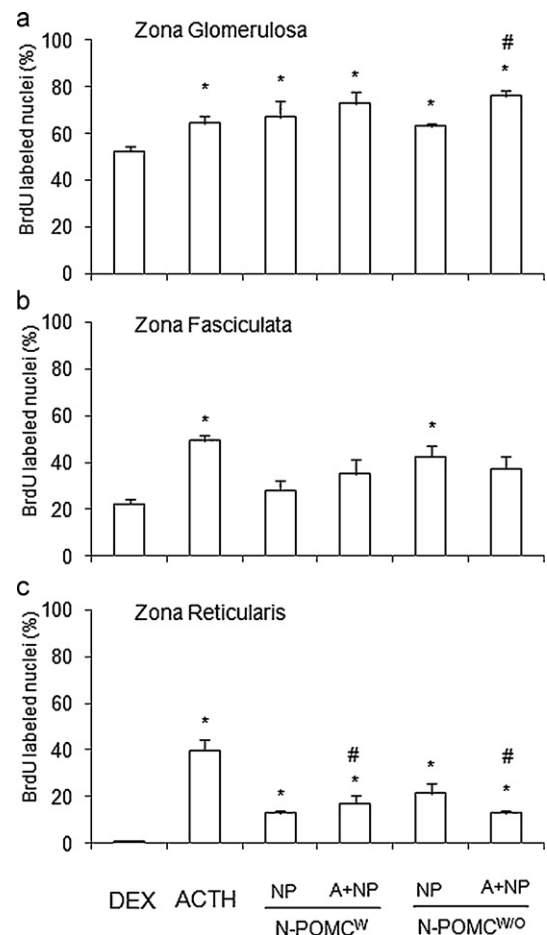 a
Zona Glomerulosa
BrdU labeled nuclei (%)
100
80
60
40
20
0
* * * * * #
b
Zona Fasciculata
BrdU labeled nuclei (%)
100
80
60
40
20
0
* *
c
Zona Reticularis
BrdU labeled nuclei (%)
100
80
60
40
20
0
* * # * * # *
DEX ACTH NP A+NP NP A+NP
N-POMCᵂ N-POMCᵂ/ᴼ